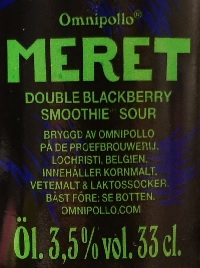 Omnipollo®
MERET
DOUBLE BLACKBERRY
SMOOTHIE SOUR
BRYGGD AV OMNIPOLLO
PÅ DE PROEFBROUWERIJ,
LOCHRISTI, BELGIEN.
INNEHÅLLER KORNMALT,
VETEMALT & LAKTOSSOCKER.
BÄST FÖRE: SE BOTTEN.
OMNIPOLLO.COM
Öl. 3,5% vol. 33 cl.